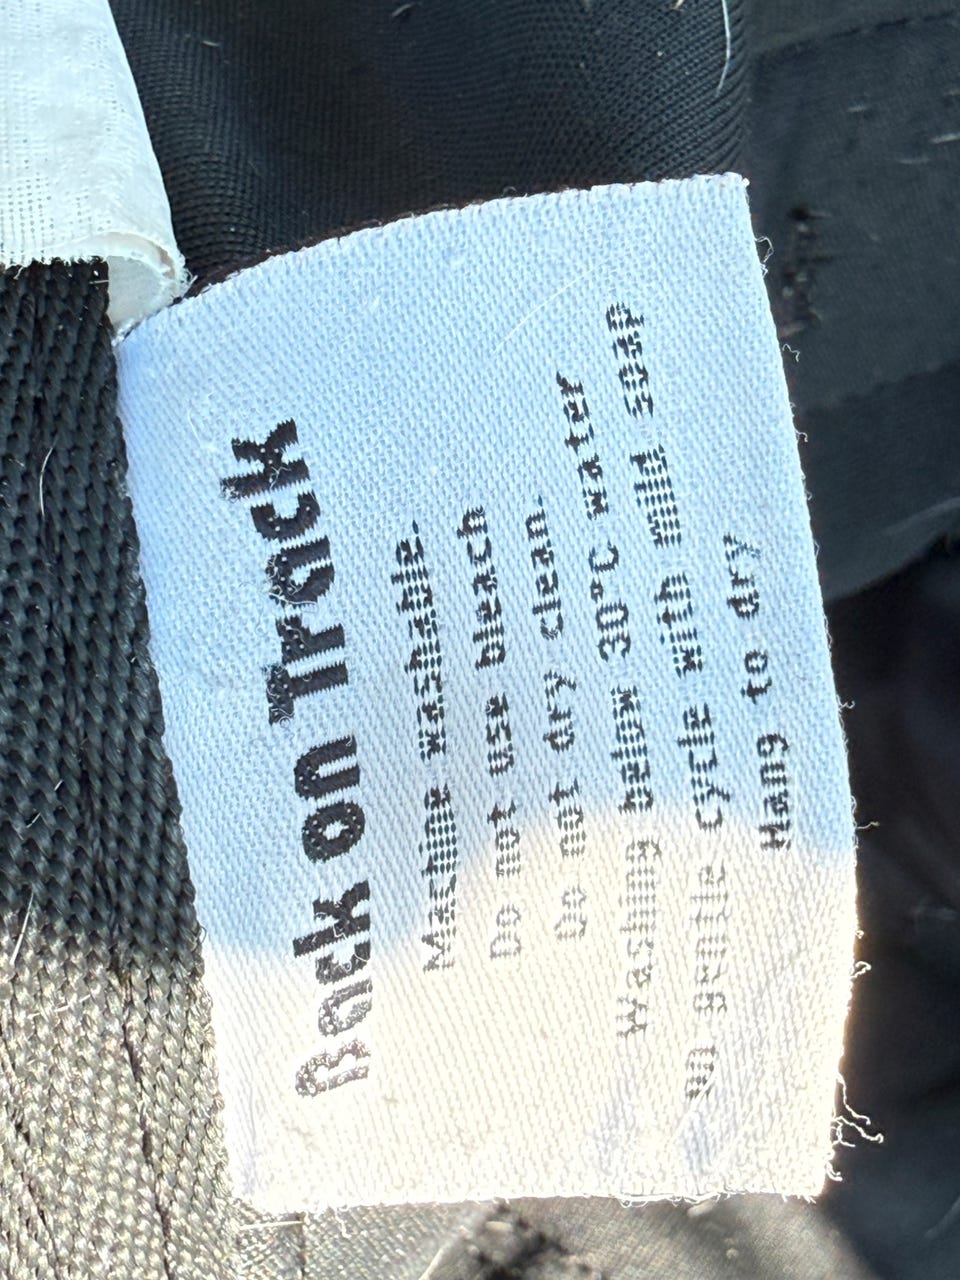 Back on Track
Machine washable.
Do not use bleach
Do not dry clean.
Washing below 30°C water
on gentle cycle with mild soap
Hang to dry